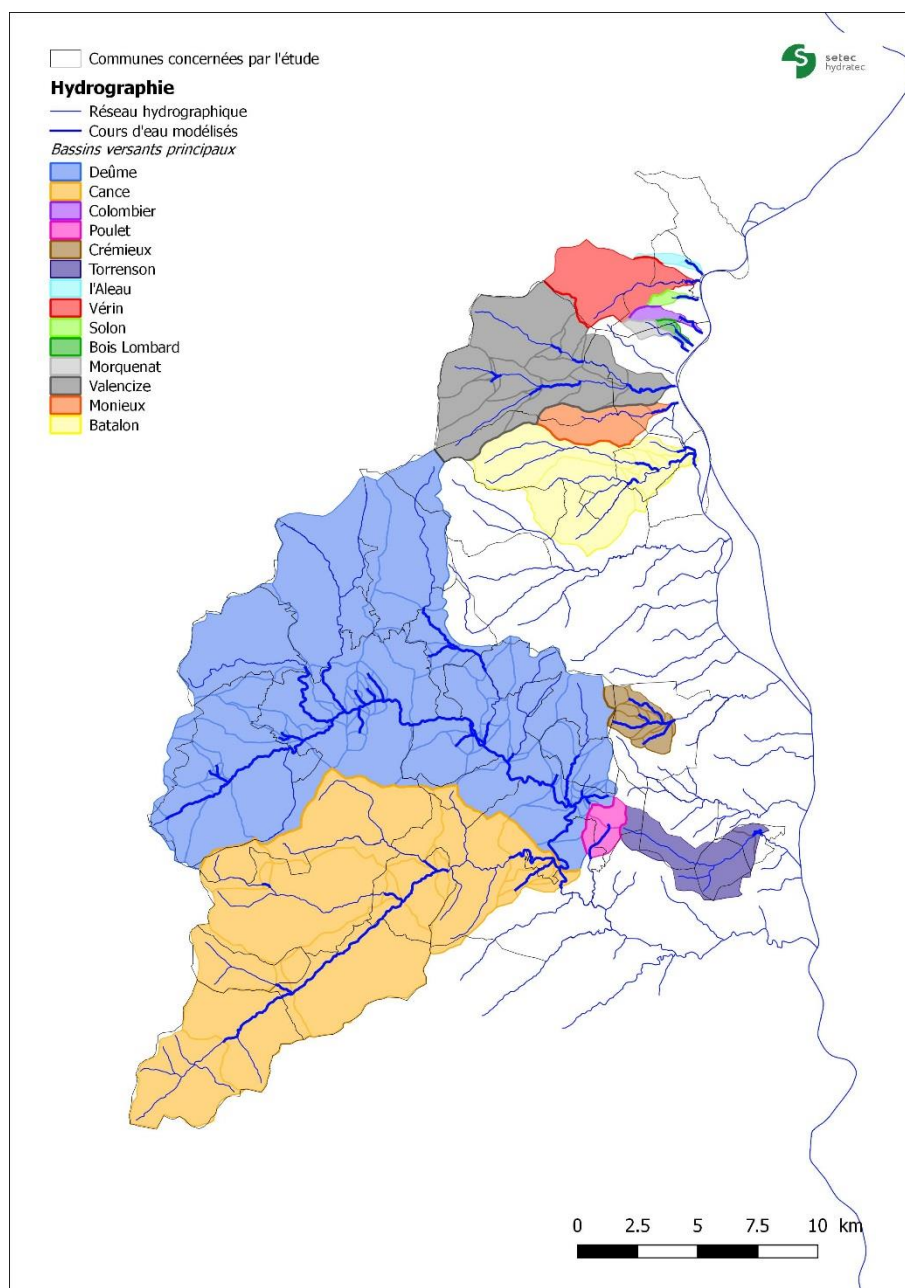 Communes concernées par l'étude
setec
hydratec
Hydrographie
Réseau hydrographique
Cours d'eau modélisés
Bassins versants principaux
Deûme
Cance
Colombier
Poulet
Crémieux
Torrenson
l'Aleau
Vérin
Solon
Bois Lombard
Morquenat
Valencize
Monieux
Batalon
0 2.5 5 7.5 10 km